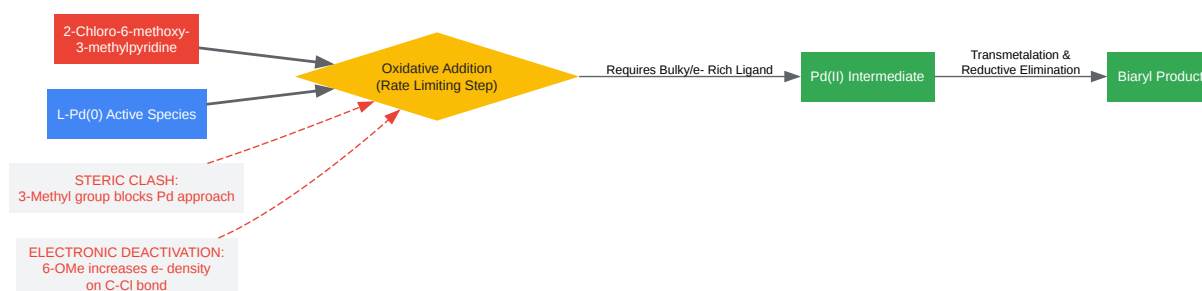 2-Chloro-6-methoxy-
3-methylpyridine
L-Pd(0) Active Species
STERIC CLASH:
3-Methyl group blocks Pd approach
ELECTRONIC DEACTIVATION:
6-OMe increases e- density
on C-Cl bond
Oxidative Addition
(Rate Limiting Step)
Requires Bulky/e- Rich Ligand
Pd(II) Intermediate
Transmetalation &
Reductive Elimination
Biaryl Product